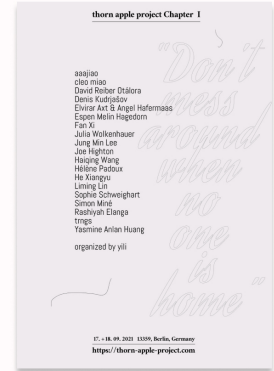 thorn apple project Chapter I
"Don't
mess
around
when
no
one
is
home"
aaajiao
cleo miao
David Reiber Otálora
Denis Kudrjašov
Elvirar Axt & Angel Hafermaas
Espen Melin Hagedorn
Fan Xi
Julia Wolkenhauer
Jung Min Lee
Joe Highton
Haiqing Wang
Hélène Padoux
He Xiangyu
Liming Lin
Sophie Schweighart
Simon Miné
Rashiyah Elanga
trngs
Yasmine Anlan Huang
organized by yili
17. + 18. 09. 2021 13359, Berlin, Germany
https://thorn-apple-project.com